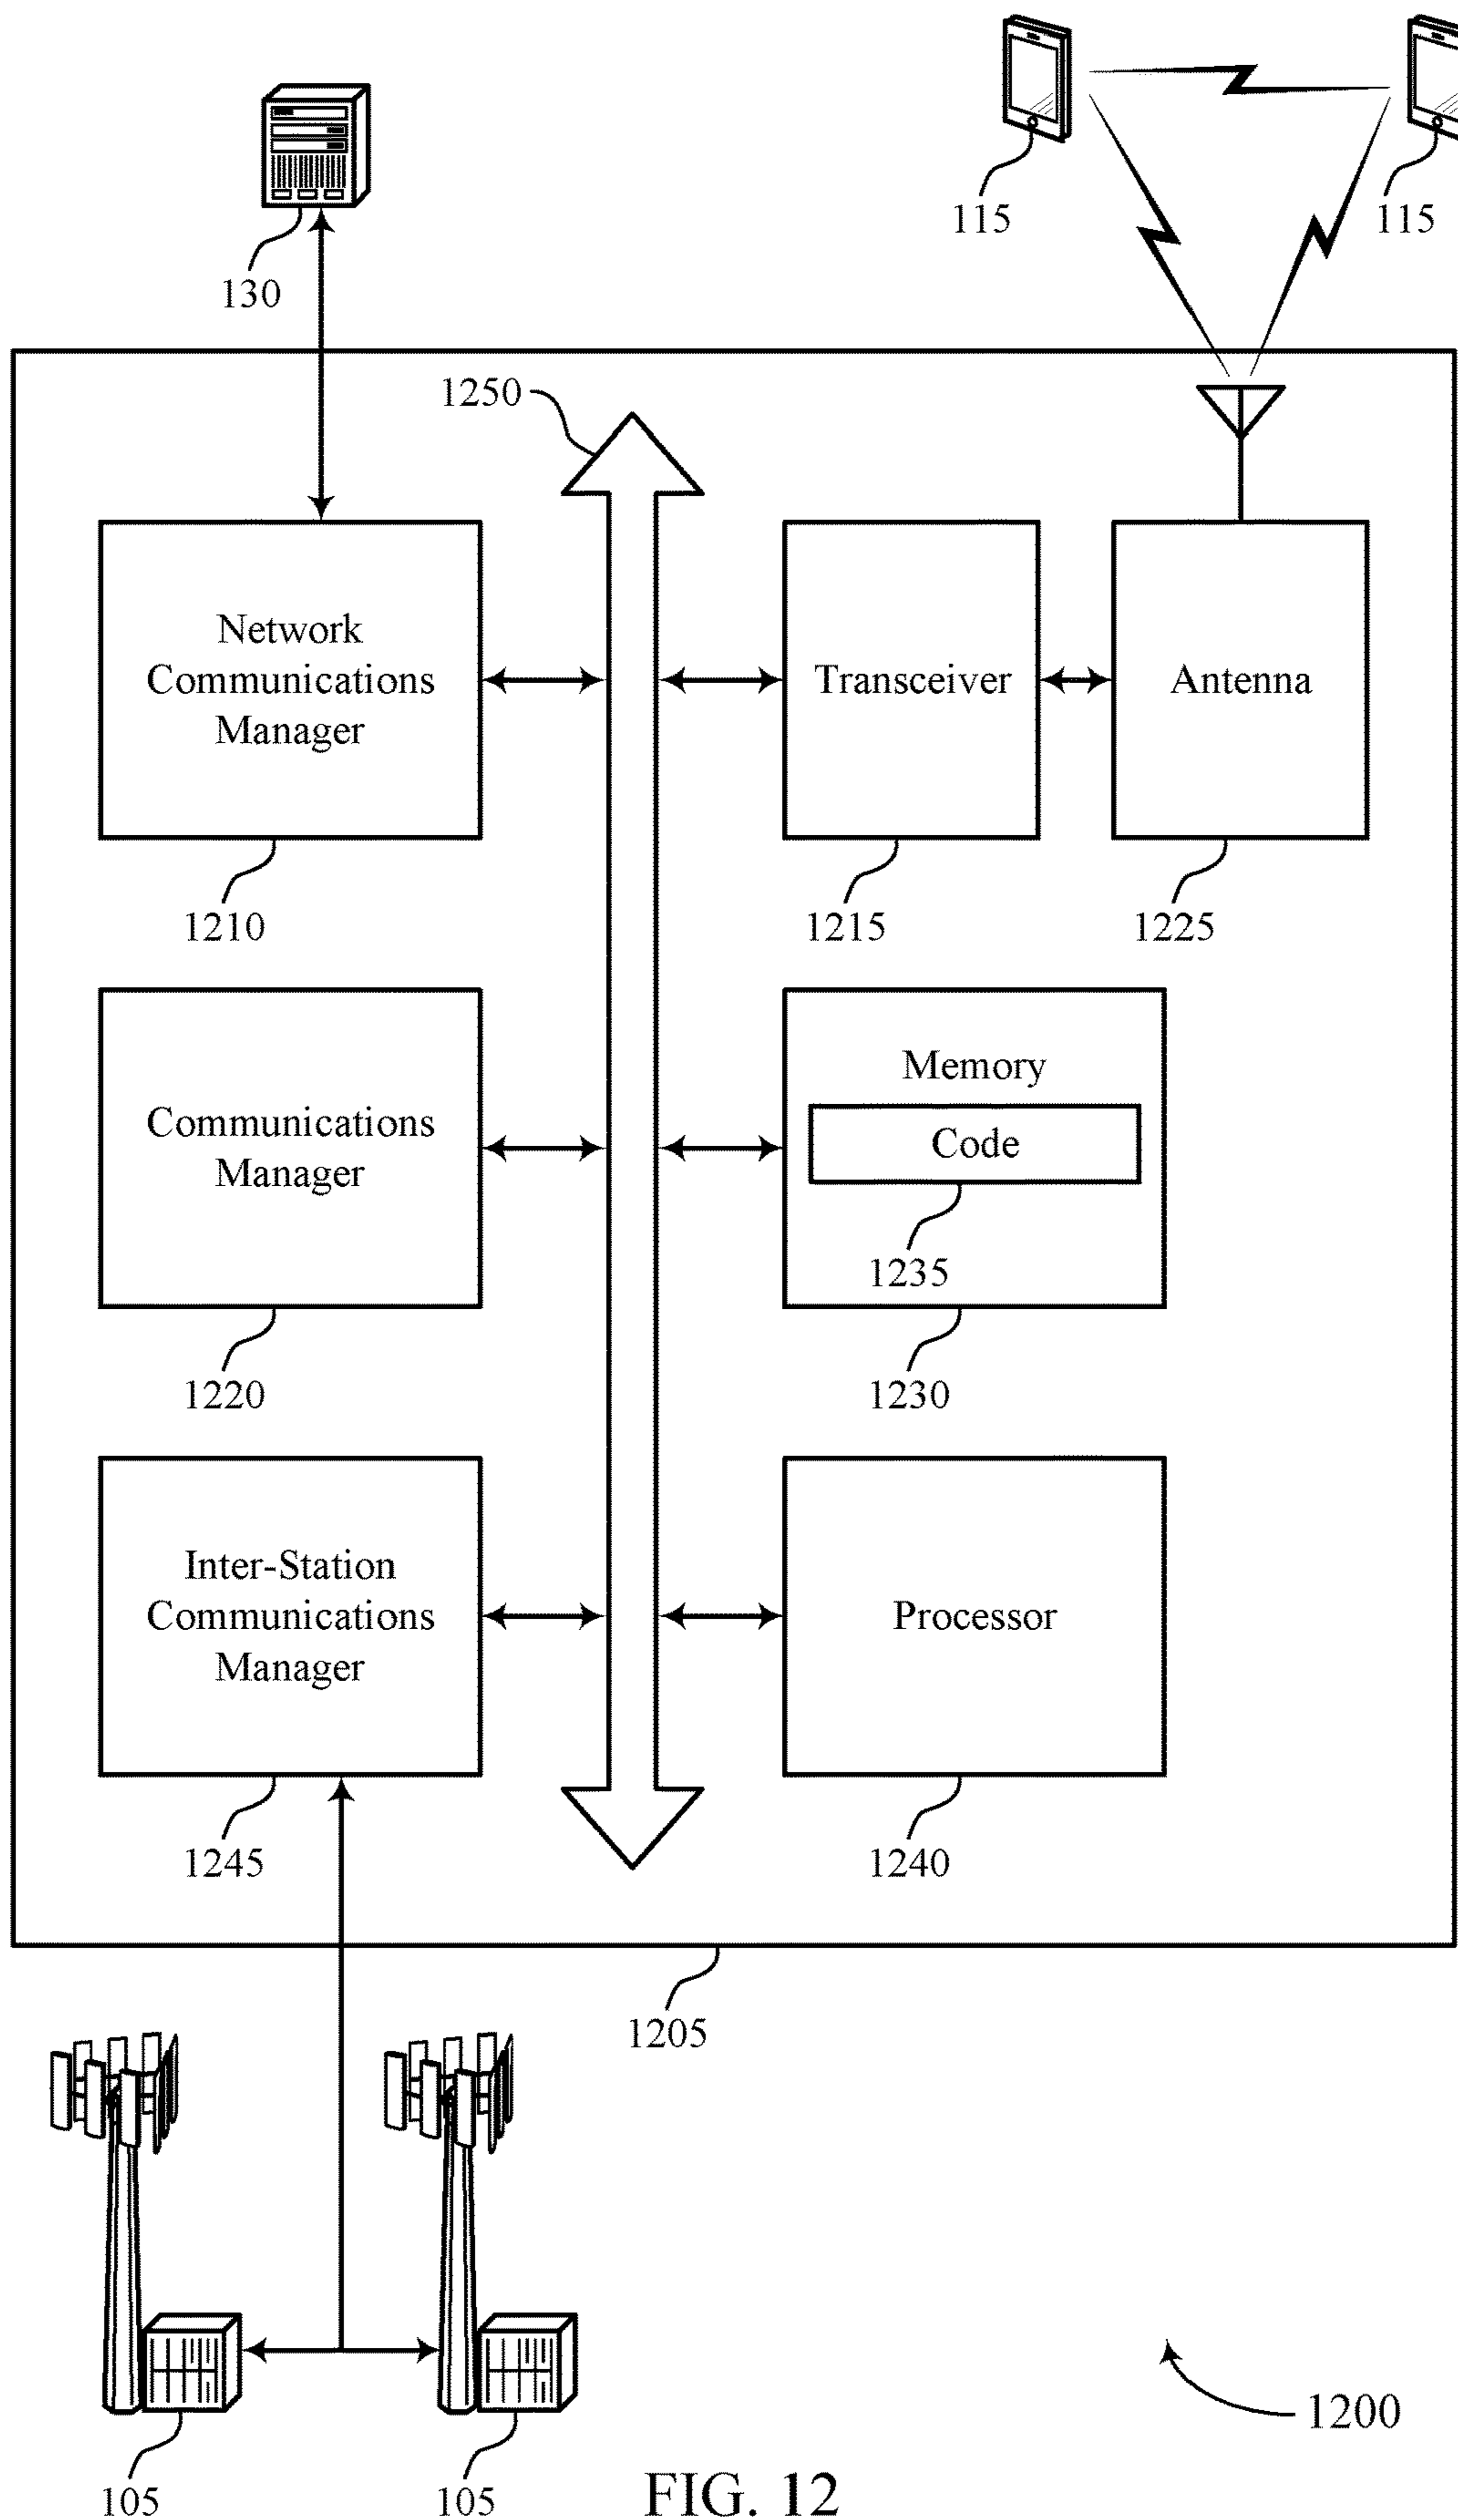 115
115
130
1250
Network
Communications
Manager
Transceiver
Antenna
1210
1215
1225
Communications
Manager
Memory
Code
1235
1220
1230
Inter-Station
Communications
Manager
Processor
1245
1240
1205
1200
105
105
FIG. 12